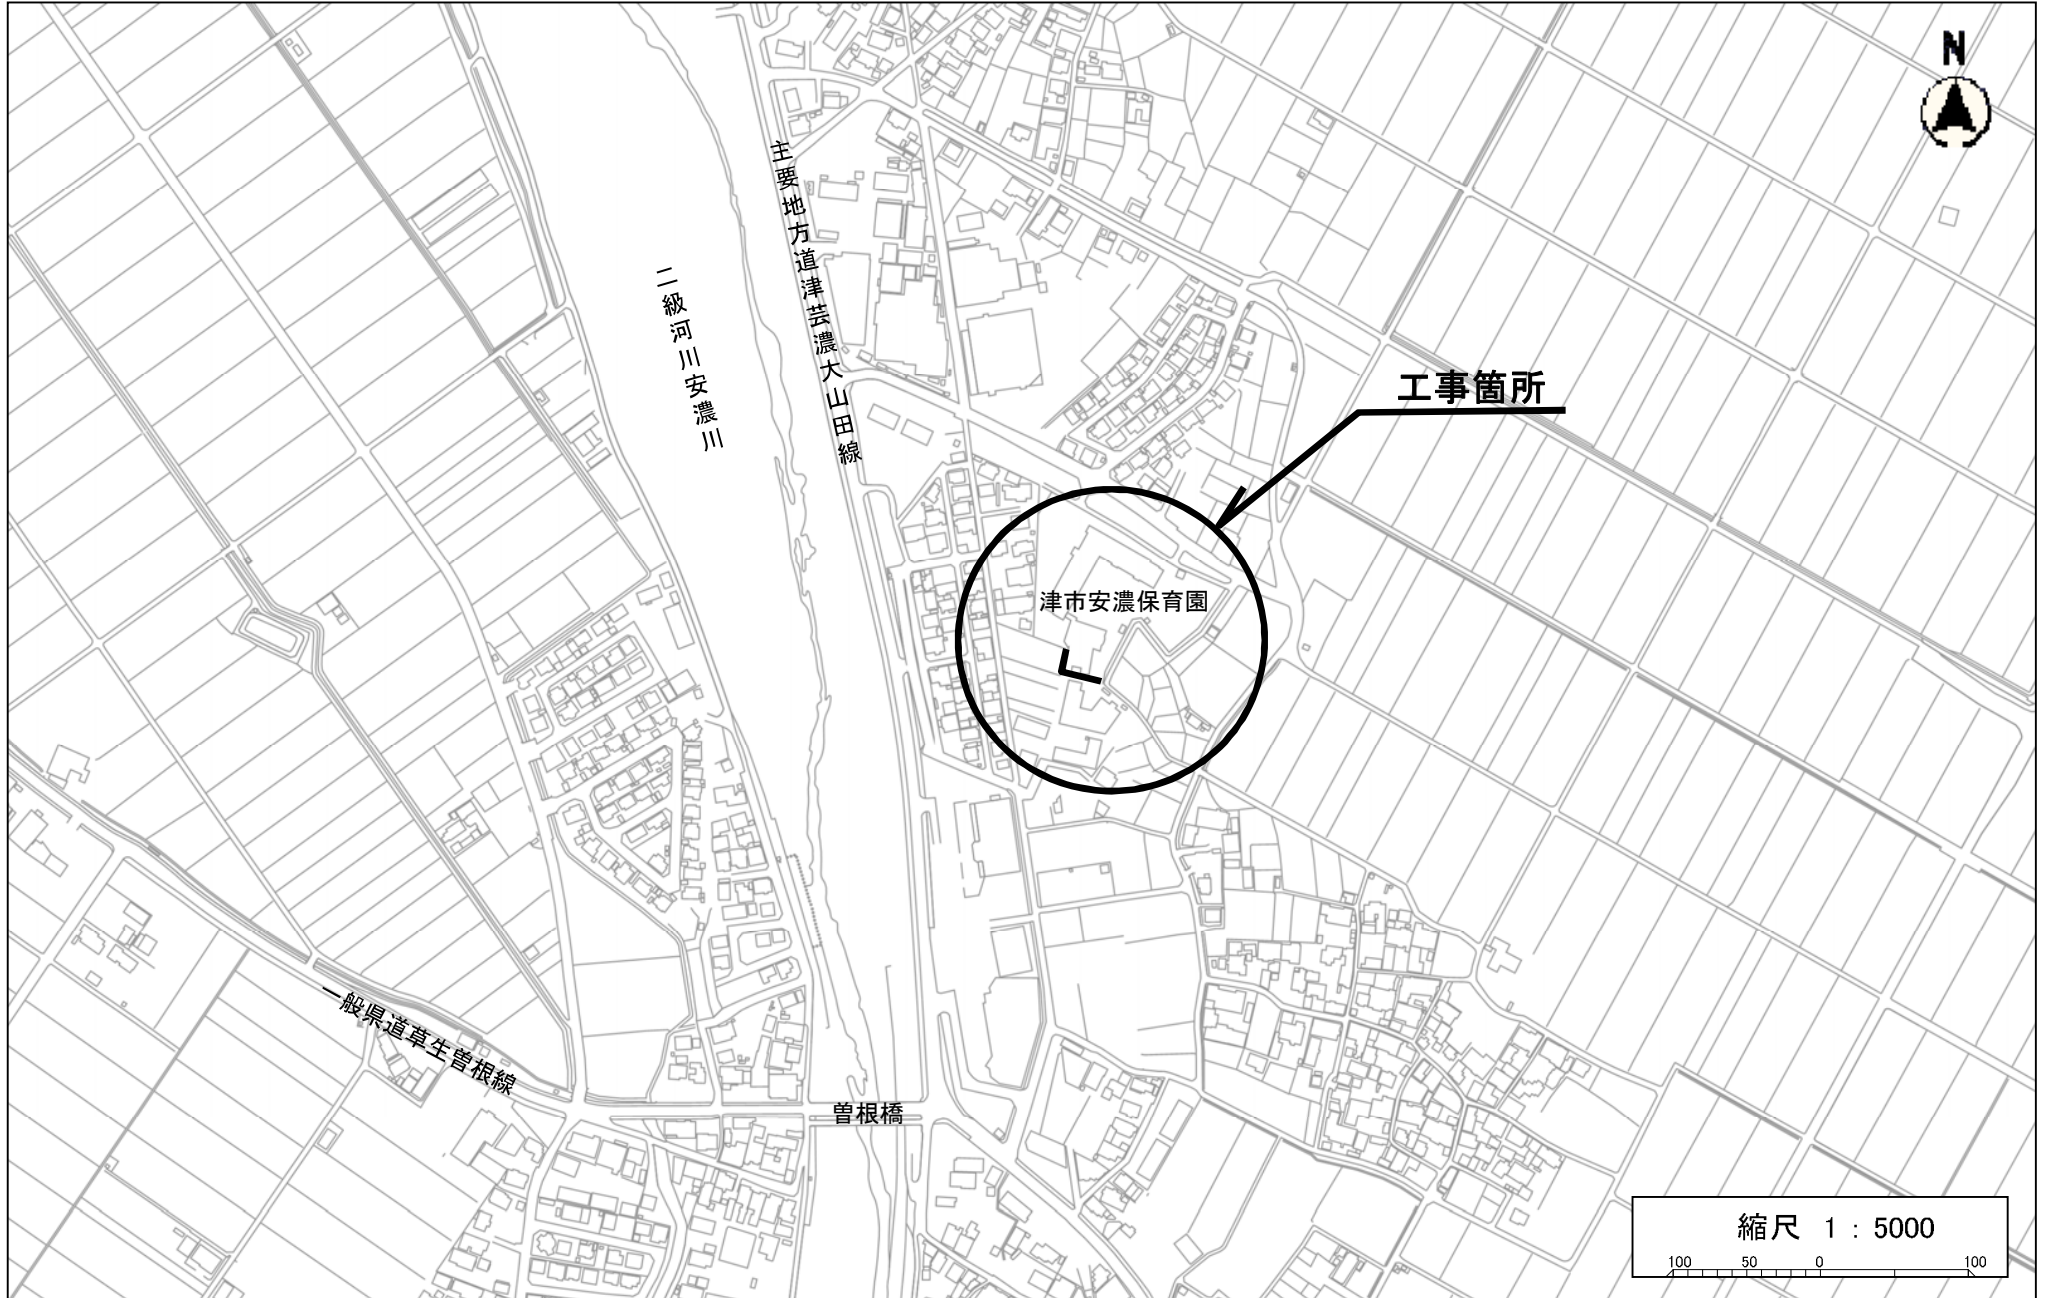 N
主要地方道津芸濃大山田線
二級河川安濃川
工事箇所
津市安濃保育園
一般県道草生曽根線
曽根橋
縮尺 1 : 5000
100 50 0 100